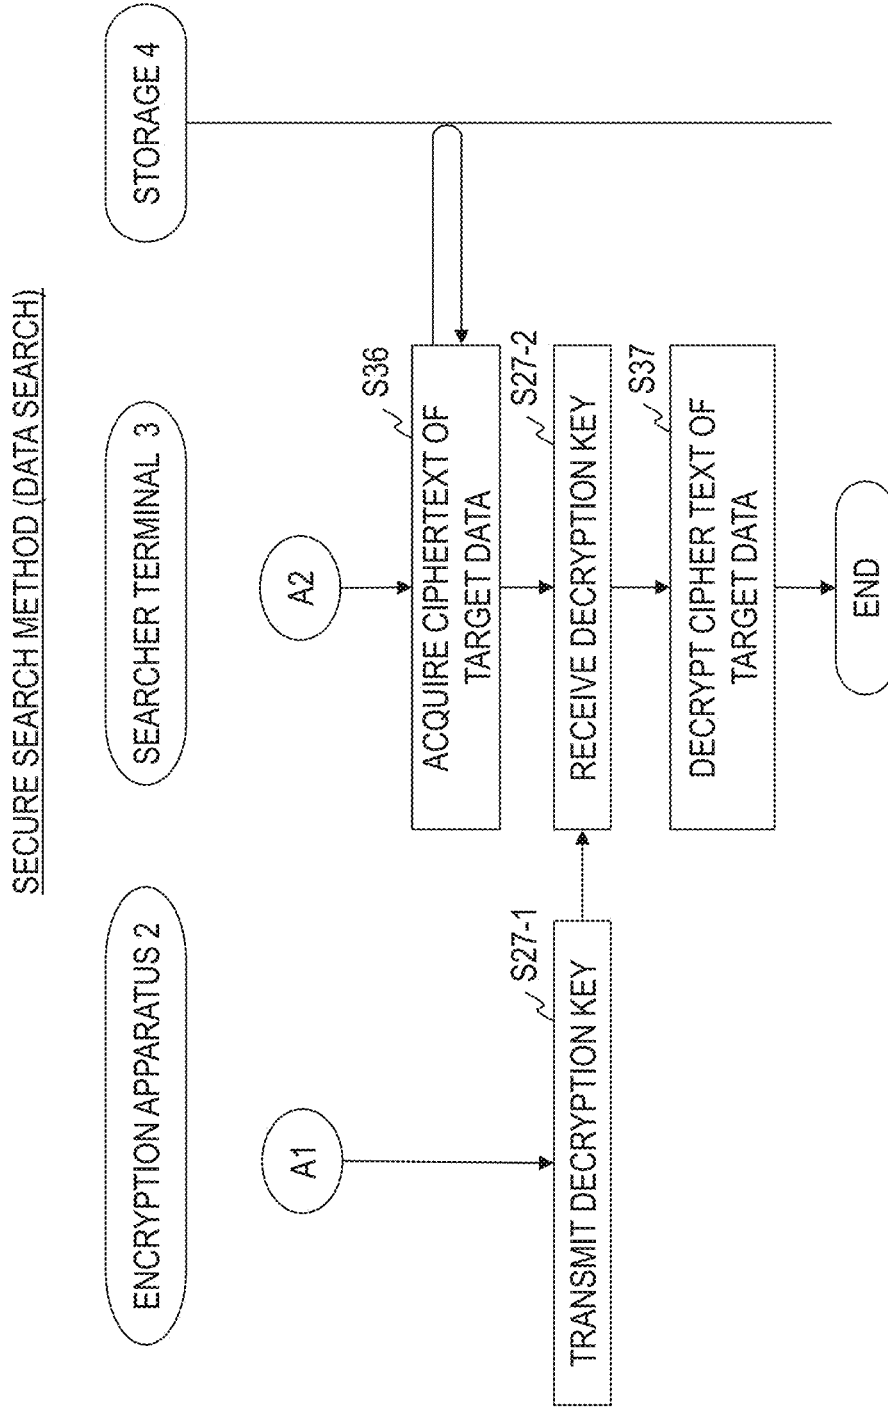 SECURE SEARCH METHOD (DATA SEARCH)
ENCRYPTION APPARATUS 2
SEARCHER TERMINAL 3
STORAGE 4
A1
A2
S36
ACQUIRE CIPHERTEXT OF
TARGET DATA
S27-1
TRANSMIT DECRYPTION KEY
S27-2
RECEIVE DECRYPTION KEY
S37
DECRYPT CIPHER TEXT OF
TARGET DATA
END